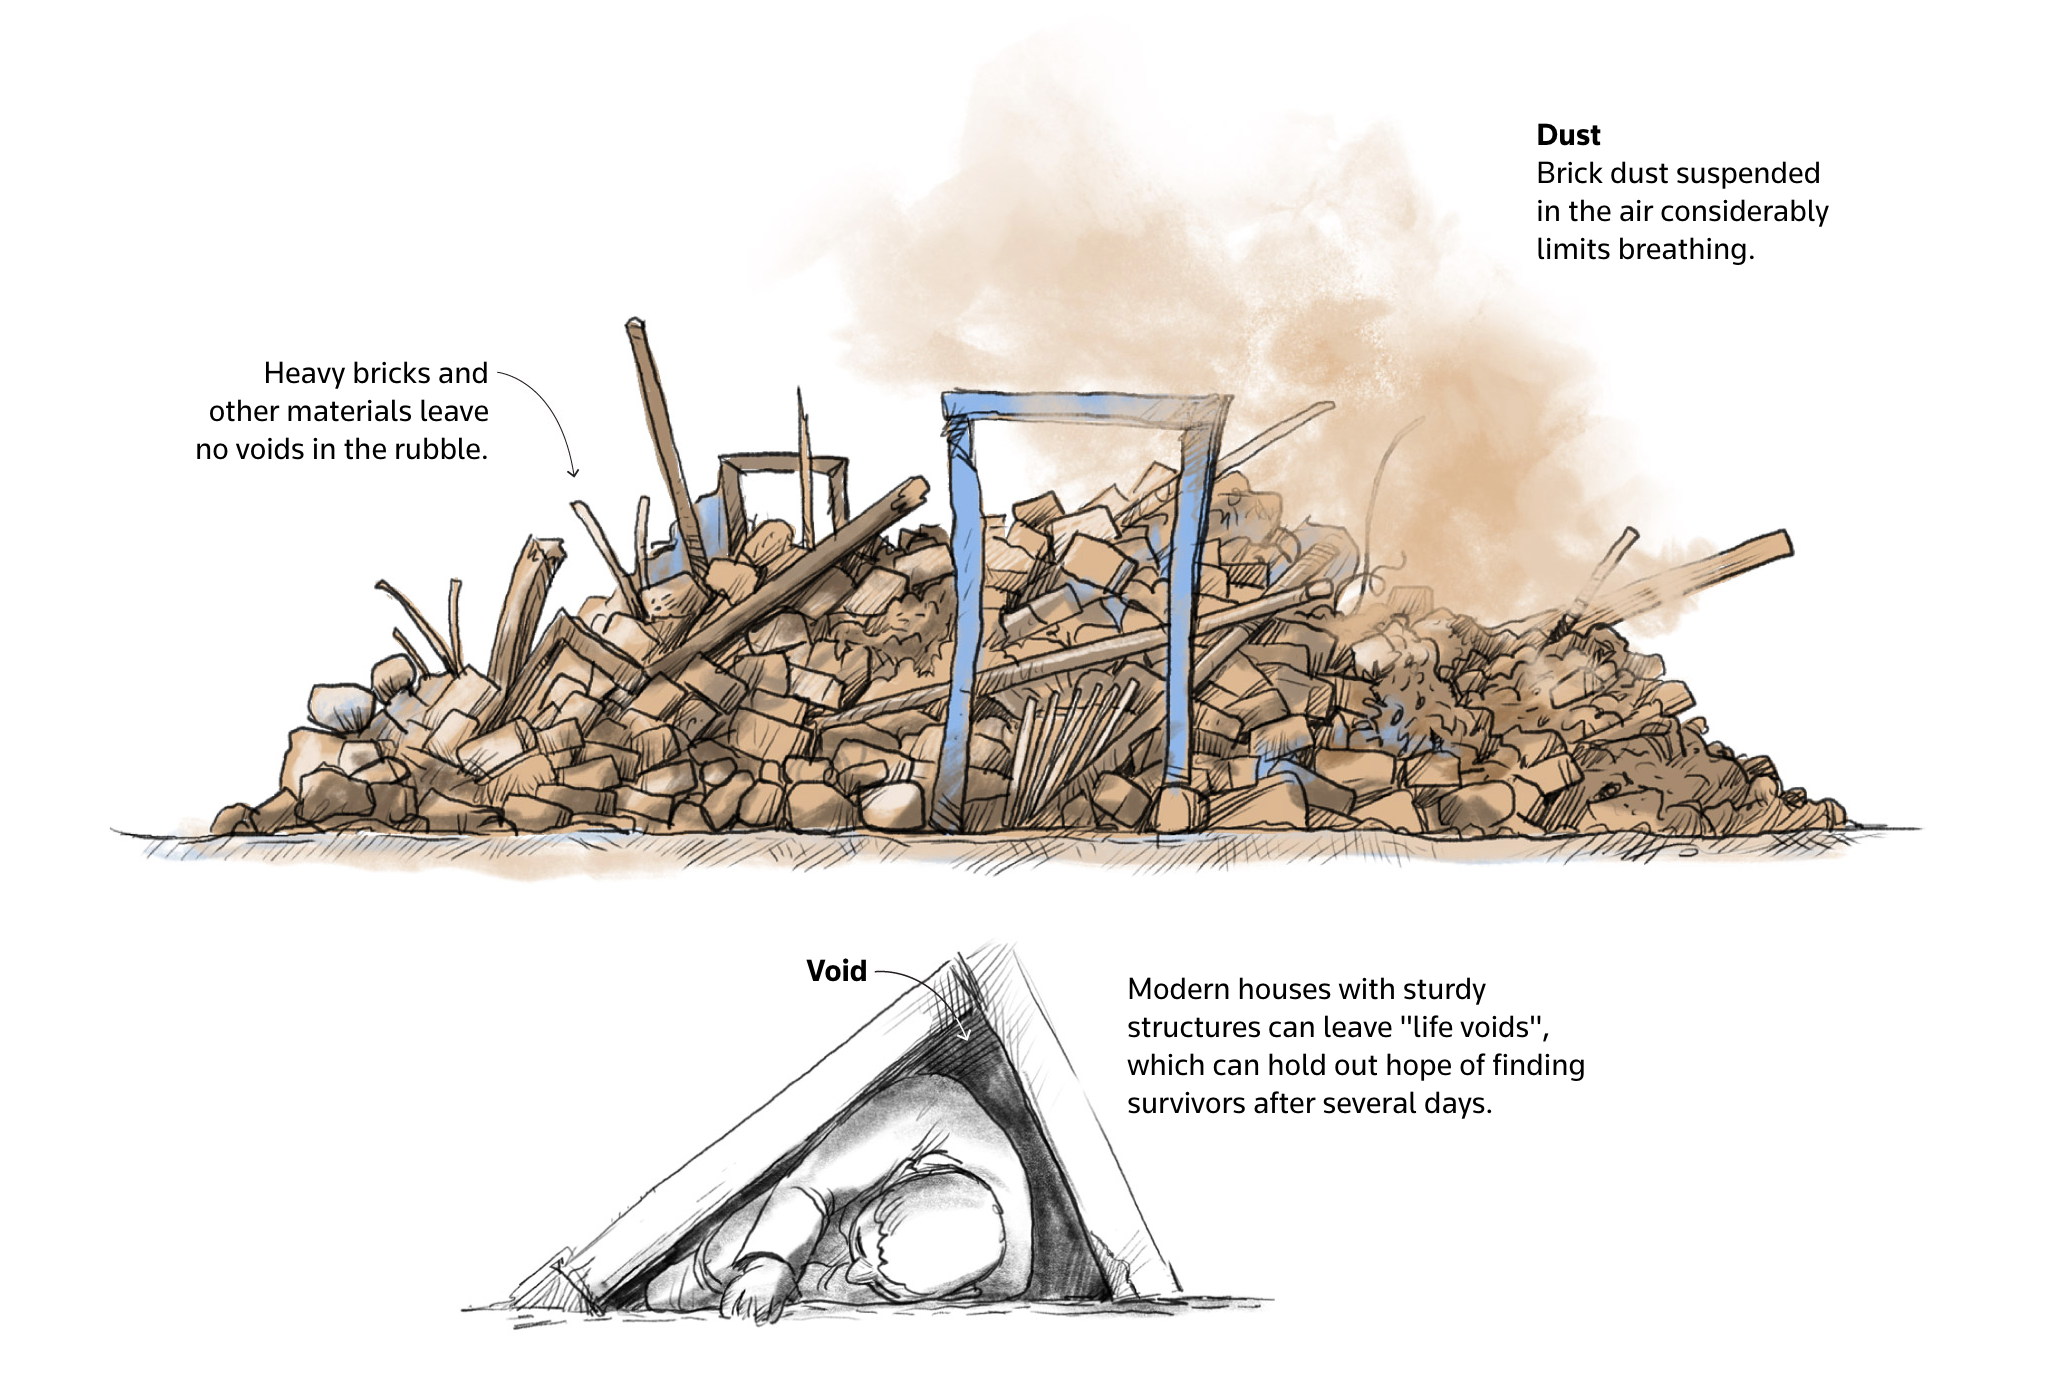 Dust
Brick dust suspended
in the air considerably
limits breathing.
Heavy bricks and
other materials leave
no voids in the rubble.
Void
Modern houses with sturdy
structures can leave "life voids",
which can hold out hope of finding
survivors after several days.